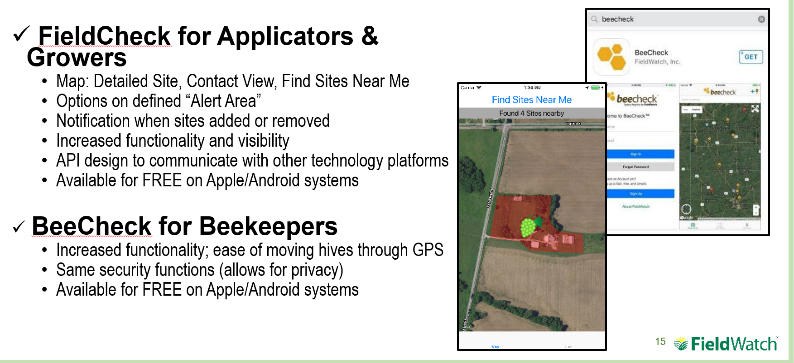 ✓ FieldCheck for Applicators &
Growers
• Map: Detailed Site, Contact View, Find Sites Near Me
• Options on defined “Alert Area”
• Notification when sites added or removed
• Increased functionality and visibility
• API design to communicate with other technology platforms
• Available for FREE on Apple/Android systems
✓ BeeCheck for Beekeepers
• Increased functionality; ease of moving hives through GPS
• Same security functions (allows for privacy)
• Available for FREE on Apple/Android systems
Find Sites Near Me
Found 4 Sites nearby
beecheck
BeeCheck
FieldWatch, Inc.
GET
beecheck
beecheck
ome to BeeCheck™
Sign In
Forgot Password
Sign Up
About FieldWatch
15
FieldWatch